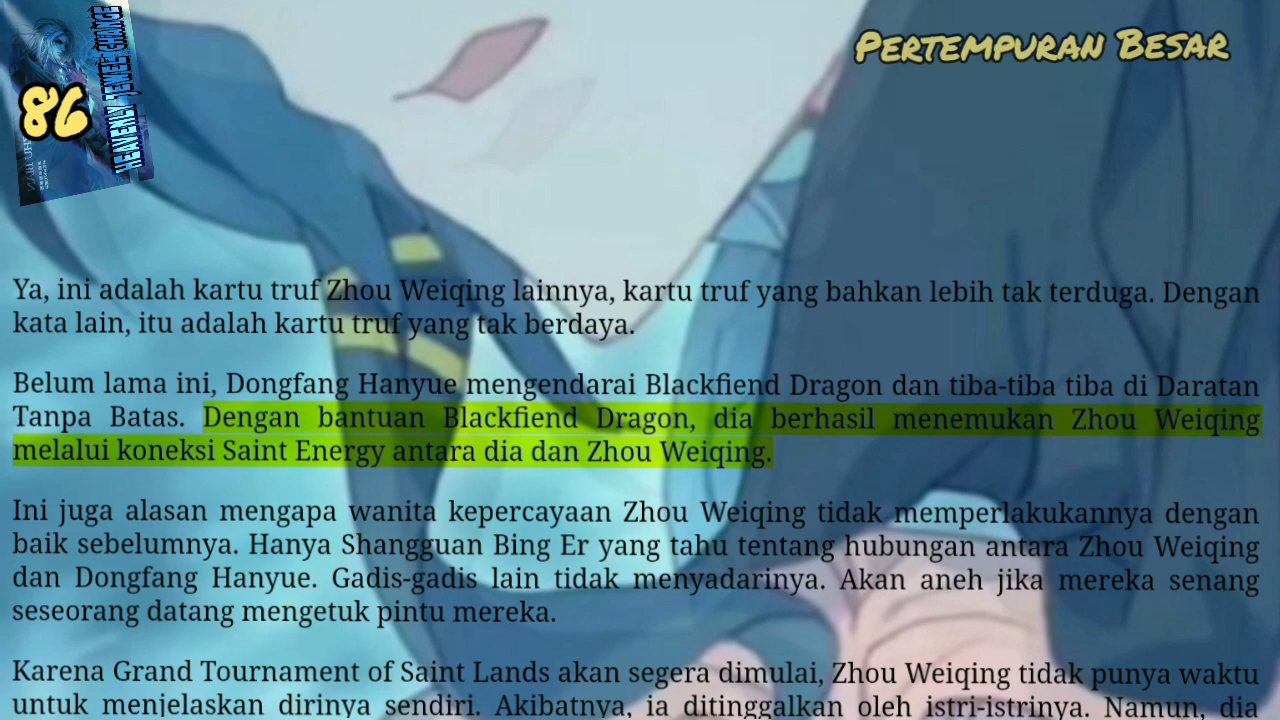 86
HEAVENLY JEWEL CHANGE
PERTEMPURAN BESAR
Ya, ini adalah kartu truf Zhou Weiqing lainnya, kartu truf yang bahkan lebih tak terduga. Dengan
kata lain, itu adalah kartu truf yang tak berdaya.
Belum lama ini, Dongfang Hanyue mengendarai Blackfiend Dragon dan tiba-tiba tiba di Daratan
Tanpa Batas. Dengan bantuan Blackfiend Dragon, dia berhasil menemukan Zhou Weiqing
melalui koneksi Saint Energy antara dia dan Zhou Weiqing.
Ini juga alasan mengapa wanita kepercayaan Zhou Weiqing tidak memperlakukannya dengan
baik sebelumnya. Hanya Shangguan Bing Er yang tahu tentang hubungan antara Zhou Weiqing
dan Dongfang Hanyue. Gadis-gadis lain tidak menyadarinya. Akan aneh jika mereka senang
seseorang datang mengetuk pintu mereka.
Karena Grand Tournament of Saint Lands akan segera dimulai, Zhou Weiqing tidak punya waktu
untuk menjelaskan dirinya sendiri. Akibatnya, ia ditinggalkan oleh istri-istrinya. Namun, dia